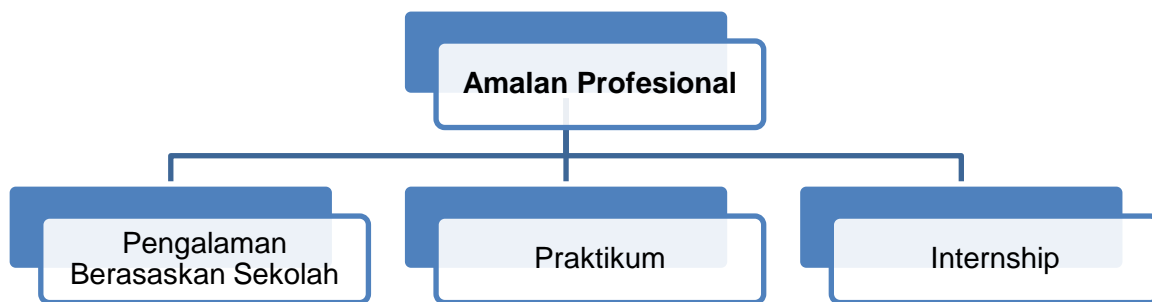 Amalan Profesional
Pengalaman
Berasaskan Sekolah
Praktikum
Internship